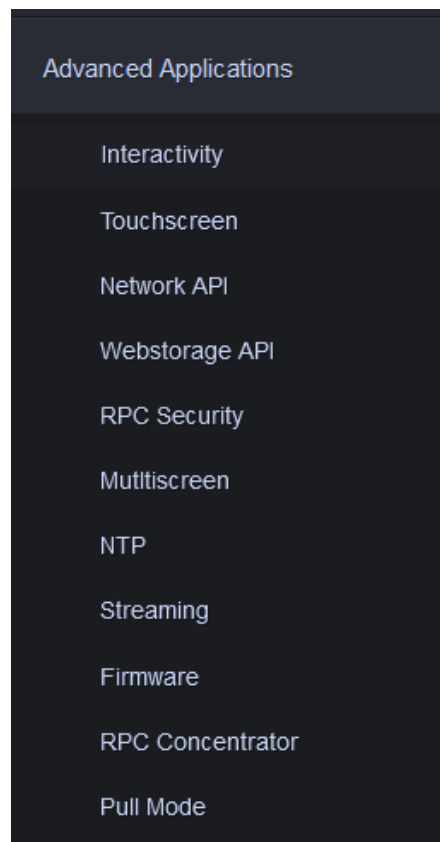 Advanced Applications
Interactivity
Touchscreen
Network API
Webstorage API
RPC Security
Mutltiscreen
NTP
Streaming
Firmware
RPC Concentrator
Pull Mode